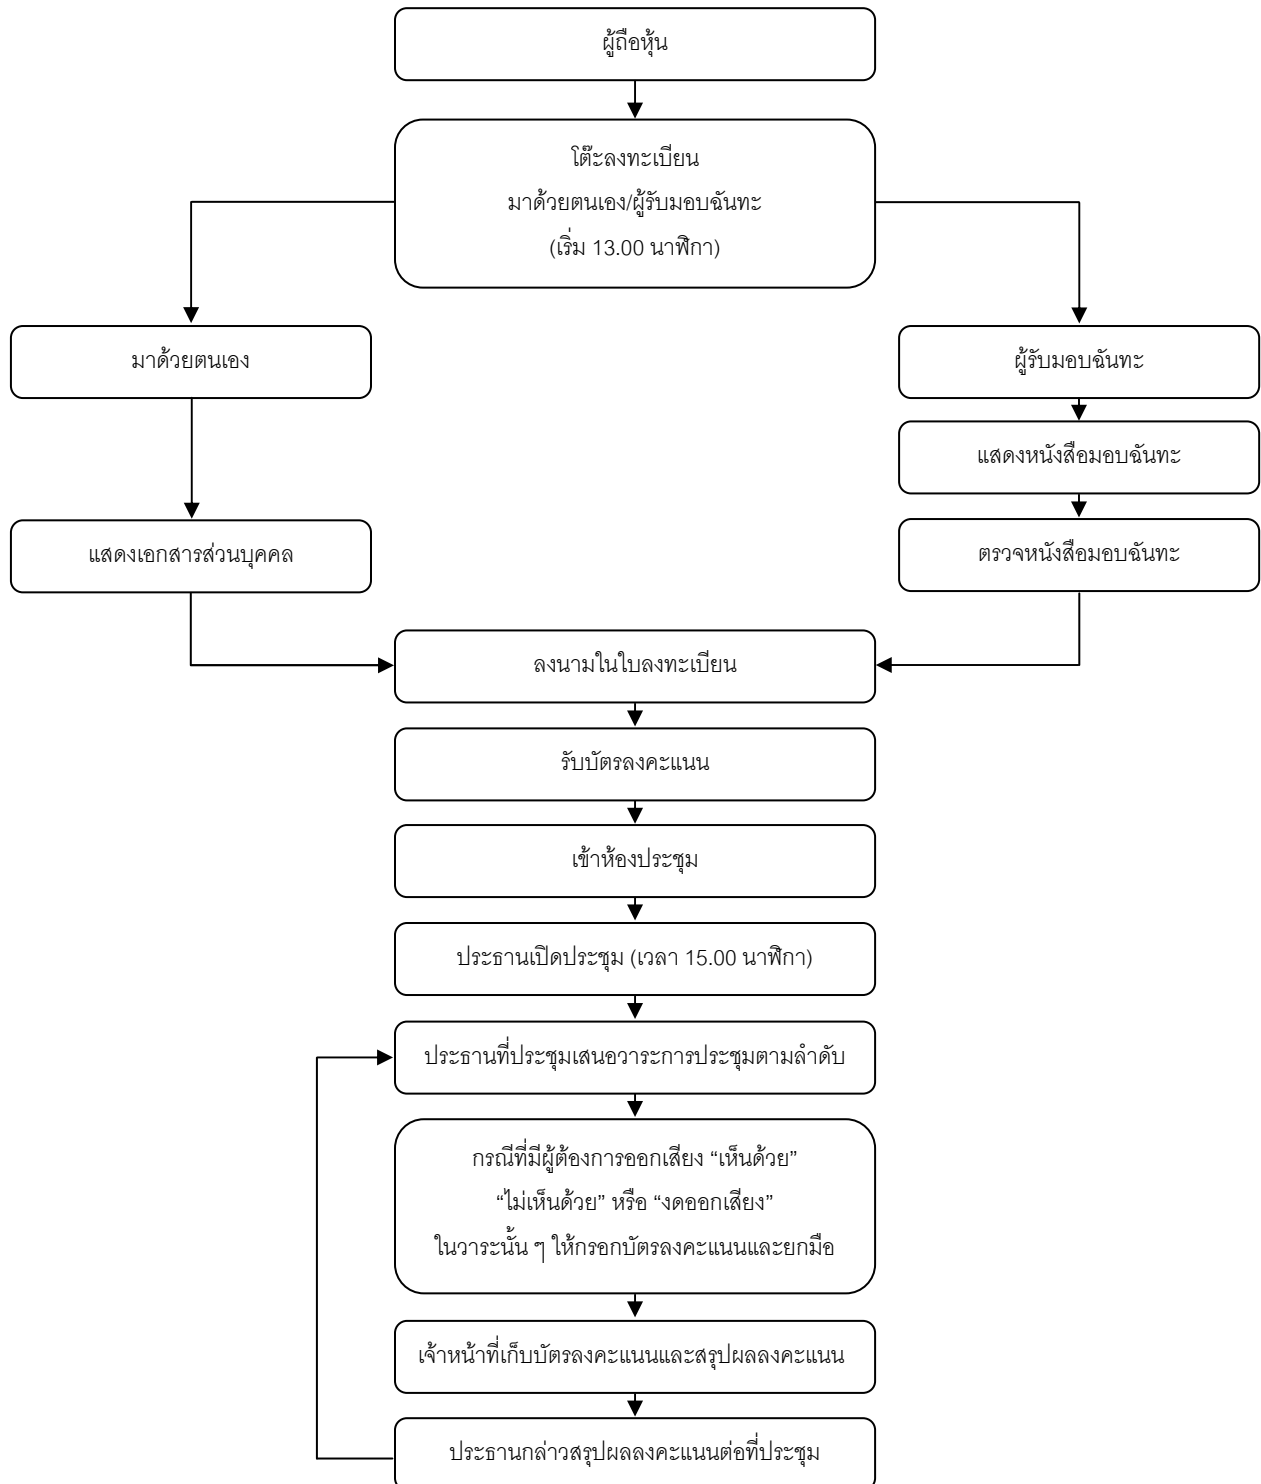 ผู้ถือหุ้น
โต๊ะลงทะเบียน
มาด้วยตนเอง/ผู้รับมอบฉันทะ
(เริ่ม 13.00 นาฬิกา)
มาด้วยตนเอง
ผู้รับมอบฉันทะ
แสดงหนังสือมอบฉันทะ
แสดงเอกสารส่วนบุคคล
ตรวจหนังสือมอบฉันทะ
ลงนามในใบลงทะเบียน
รับบัตรลงคะแนน
เข้าห้องประชุม
ประธานเปิดประชุม (เวลา 15.00 นาฬิกา)
ประธานที่ประชุมเสนอวาระการประชุมตามลำดับ
กรณีที่มีผู้ต้องการออกเสียง “เห็นด้วย”
“ไม่เห็นด้วย” หรือ “งดออกเสียง”
ในวาระนั้น ๆ ให้กรอกบัตรลงคะแนนและยกมือ
เจ้าหน้าที่เก็บบัตรลงคะแนนและสรุปผลลงคะแนน
ประธานกล่าวสรุปผลลงคะแนนต่อที่ประชุม